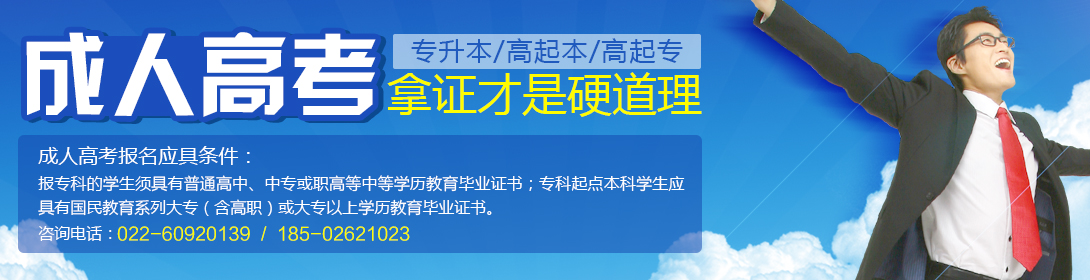 成人高考
专升本/高起本/高起专
拿证才是硬道理
成人高考报名应具条件：
报专科的学生须具有普通高中、中专或职高等中等学历教育毕业证书；专科起点本科学生应
具有国民教育系列大专（含高职）或大专以上学历教育毕业证书。
咨询电话：022-60920139 / 185-02621023